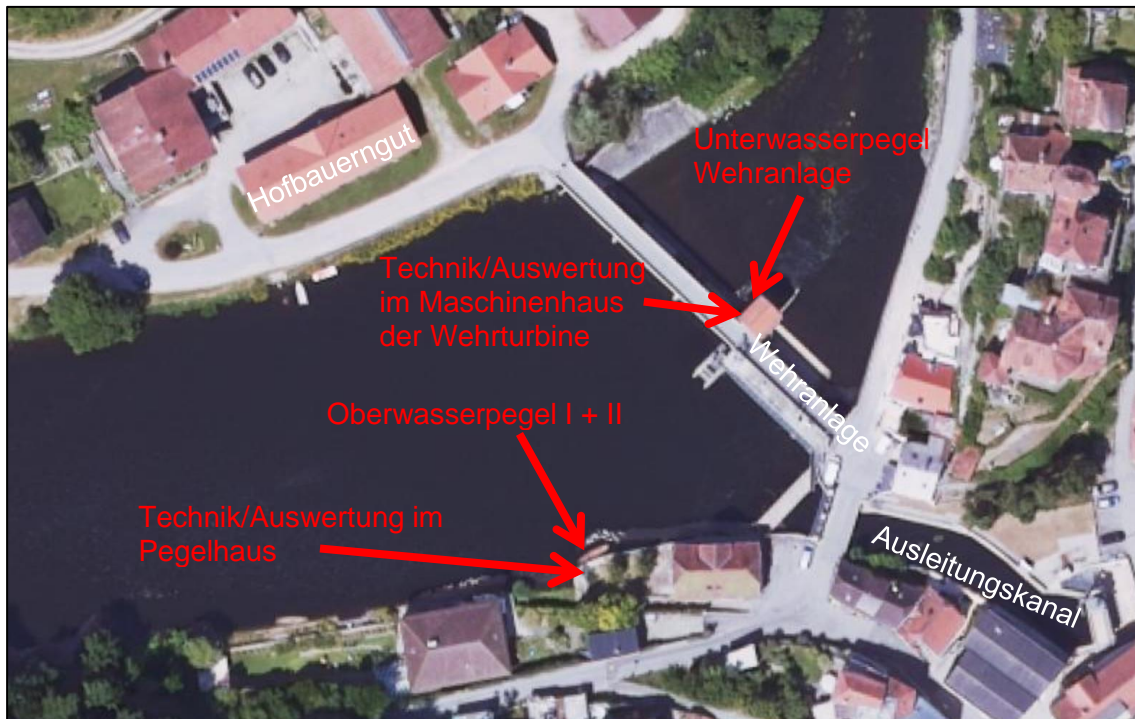 Hofbauerngut
Unterwasserpegel
Wehranlage
Technik/Auswertung
im Maschinenhaus
der Wehrturbine
Wehranlage
Oberwasserpegel I + II
Technik/Auswertung im
Pegelhaus
Ausleitungskanal